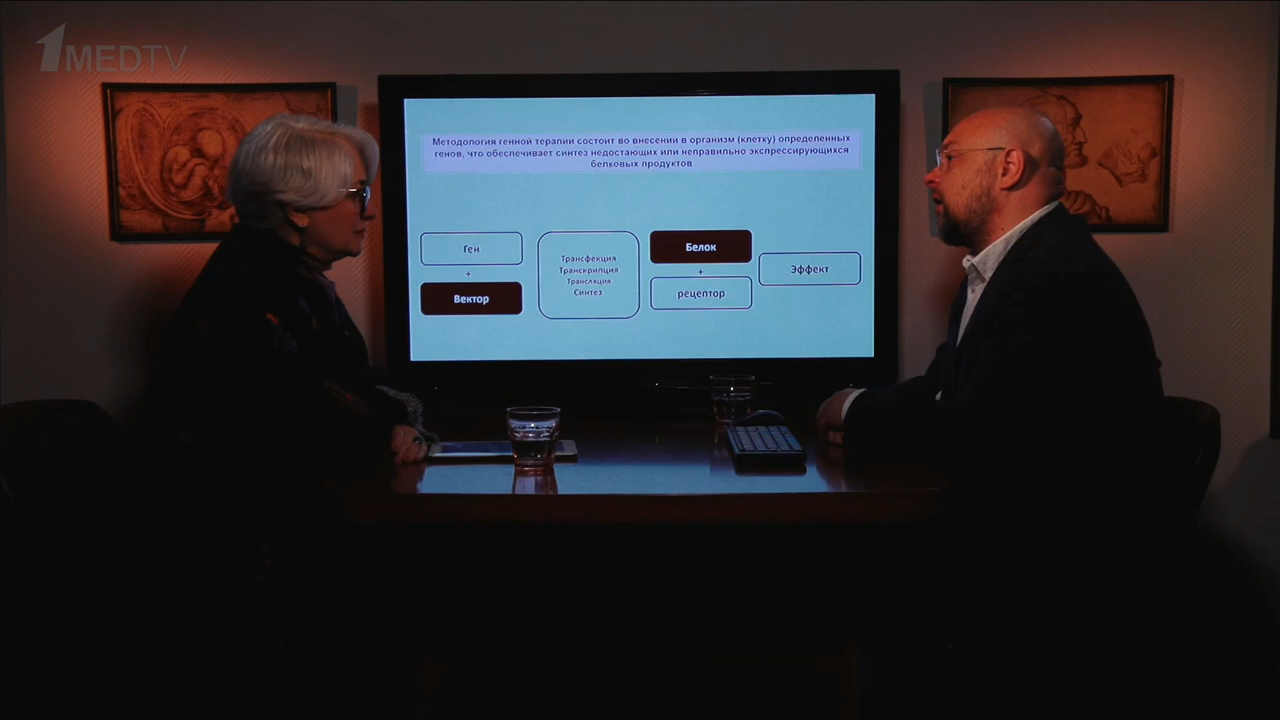 1MEDTV
Методология генной терапии состоит во внесении в организм (клетку) определенных
генов, что обеспечивает синтез недостающих или неправильно экспрессирующихся
белковых продуктов
Ген
+
Вектор
Трансфекция
Транскрипция
Трансляция
Синтез
Белок
+
рецептор
Эффект